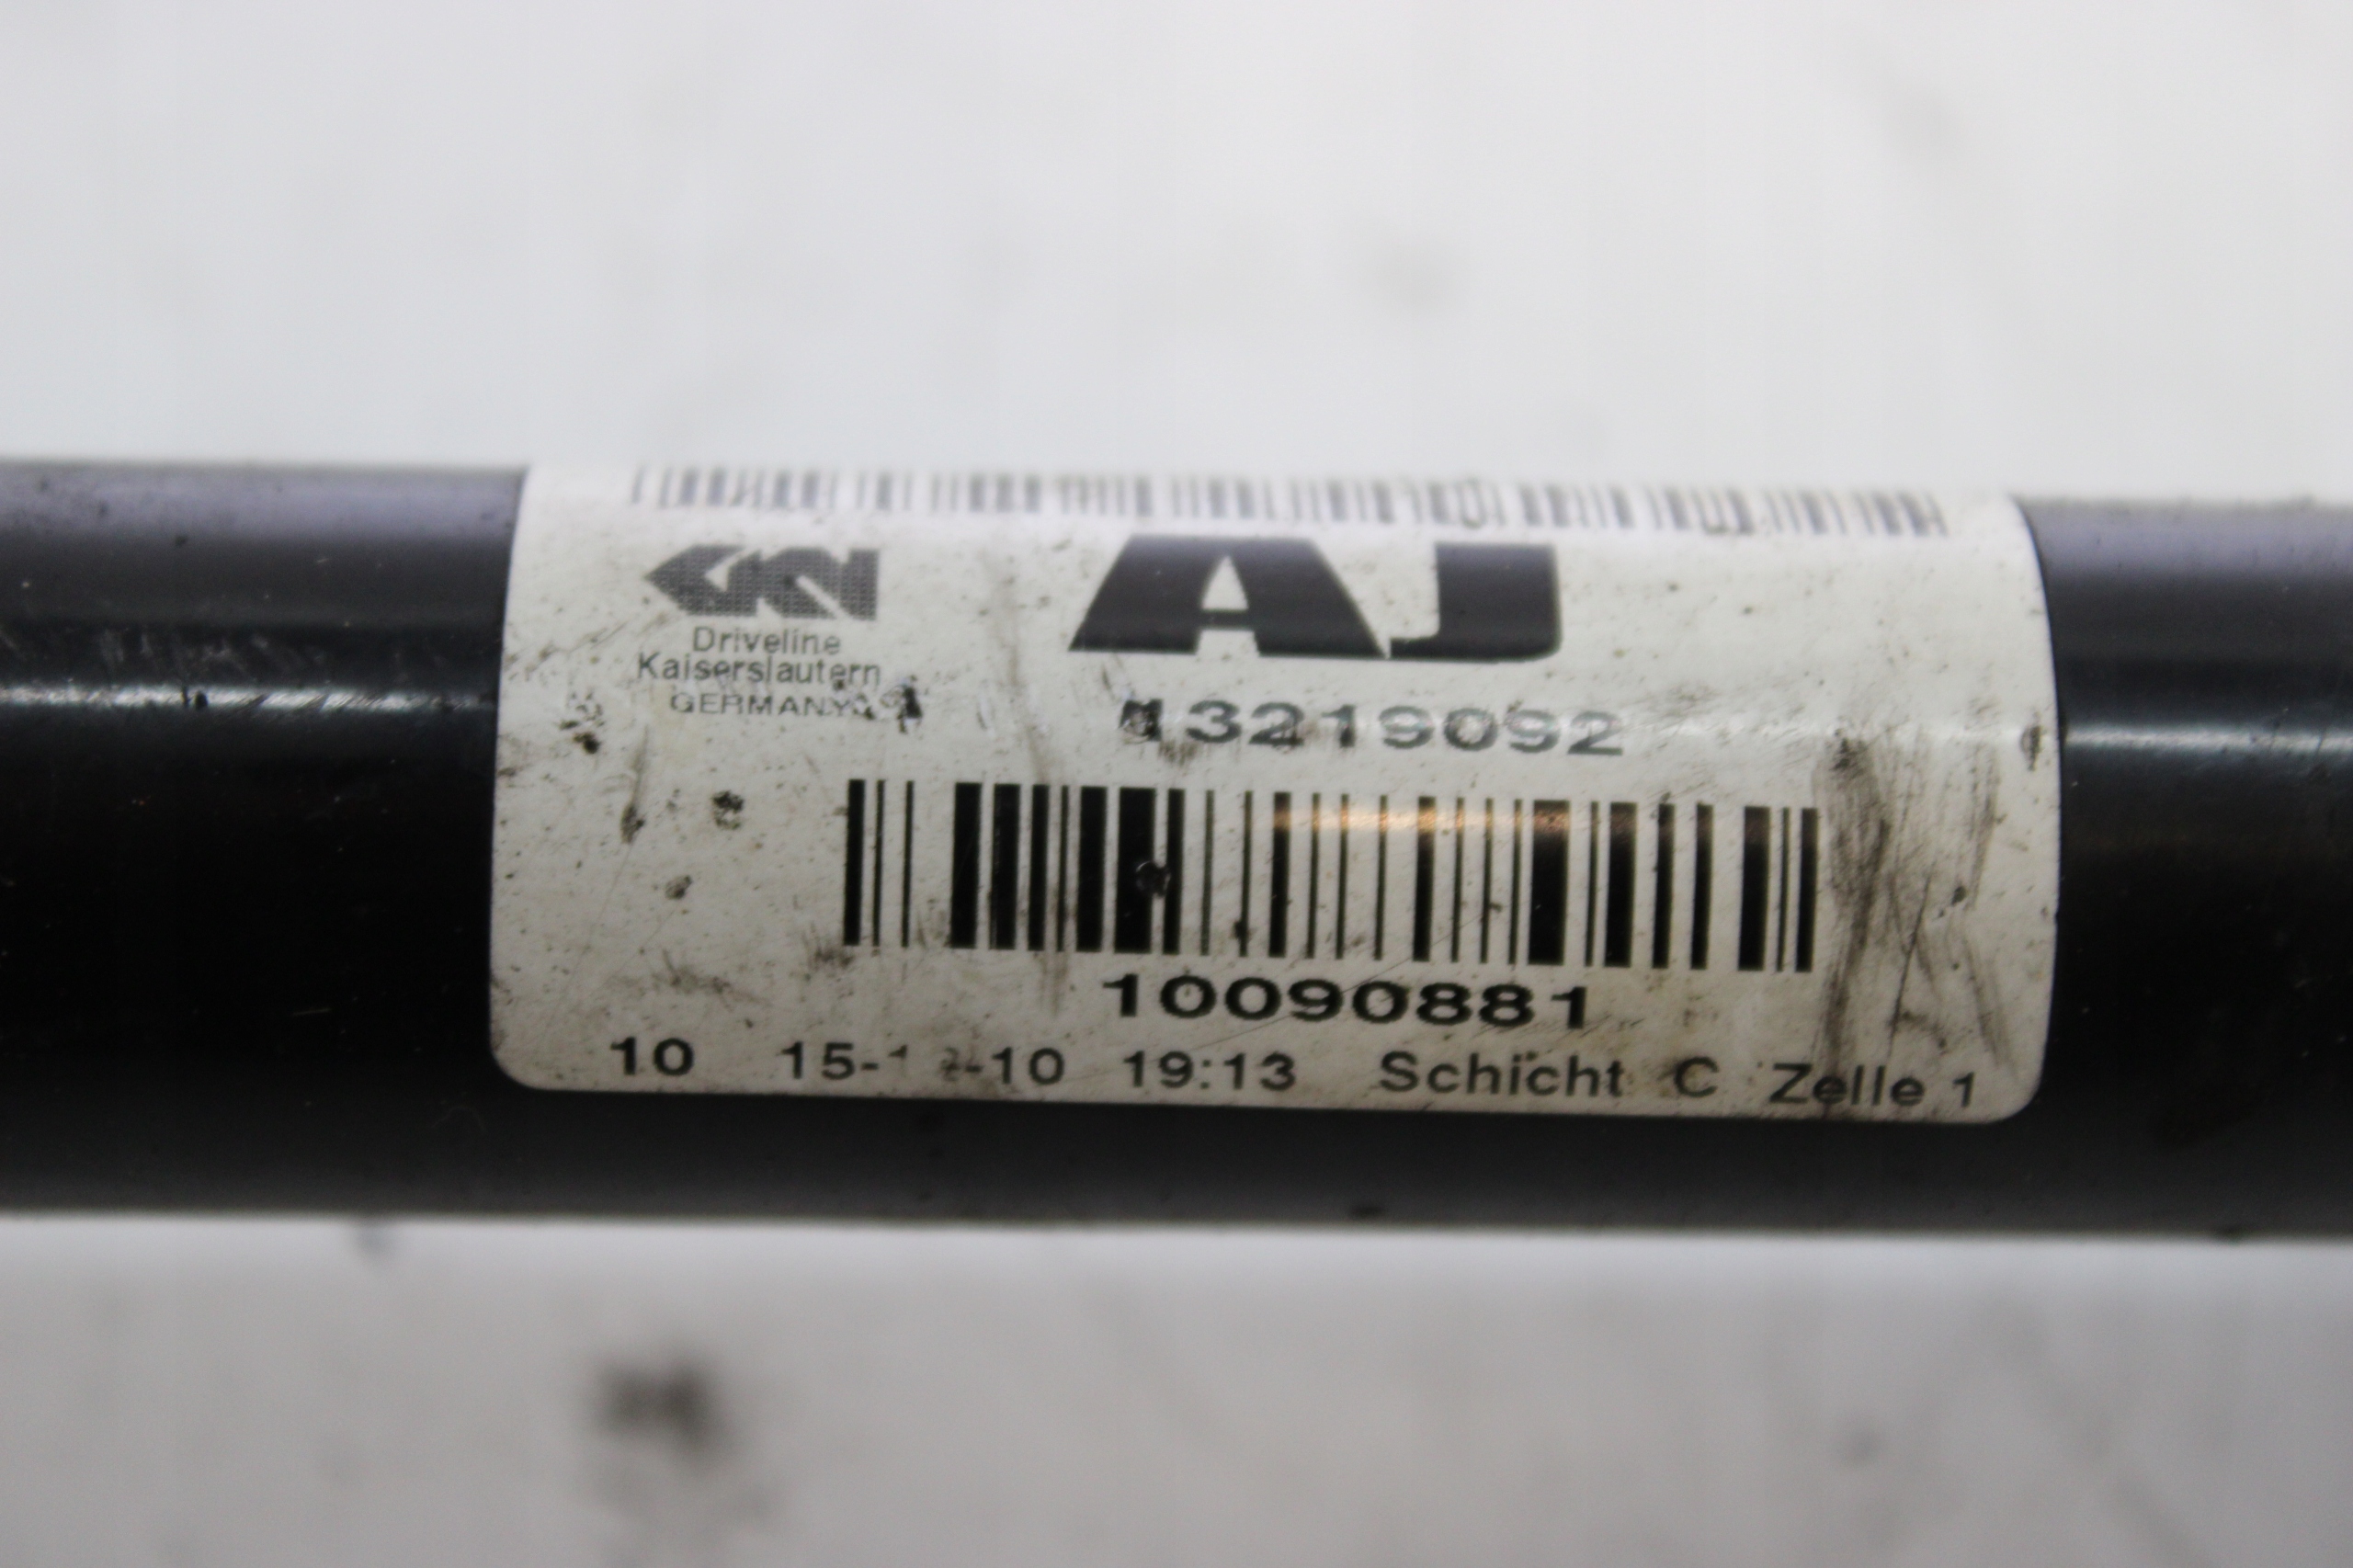 GKN
AJ
Driveline
Kaiserslautern
GERMANY
13219092
10090881
10 19:13 Schicht C Zelle 1